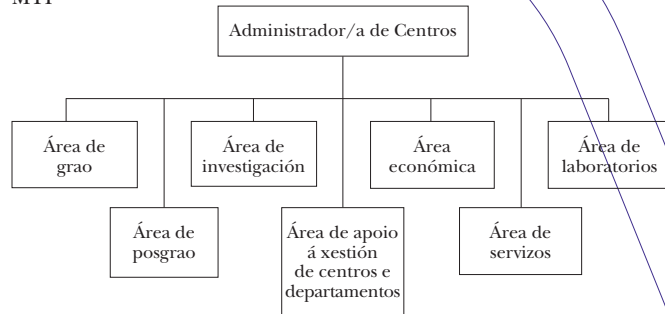 Administrador/a de Centros
Área de
grao
Área de
investigación
Área
económica
Área de
laboratorios
Área de
posgrao
Área de apoio
á xestión
de centros e
departamentos
Área de
servizos